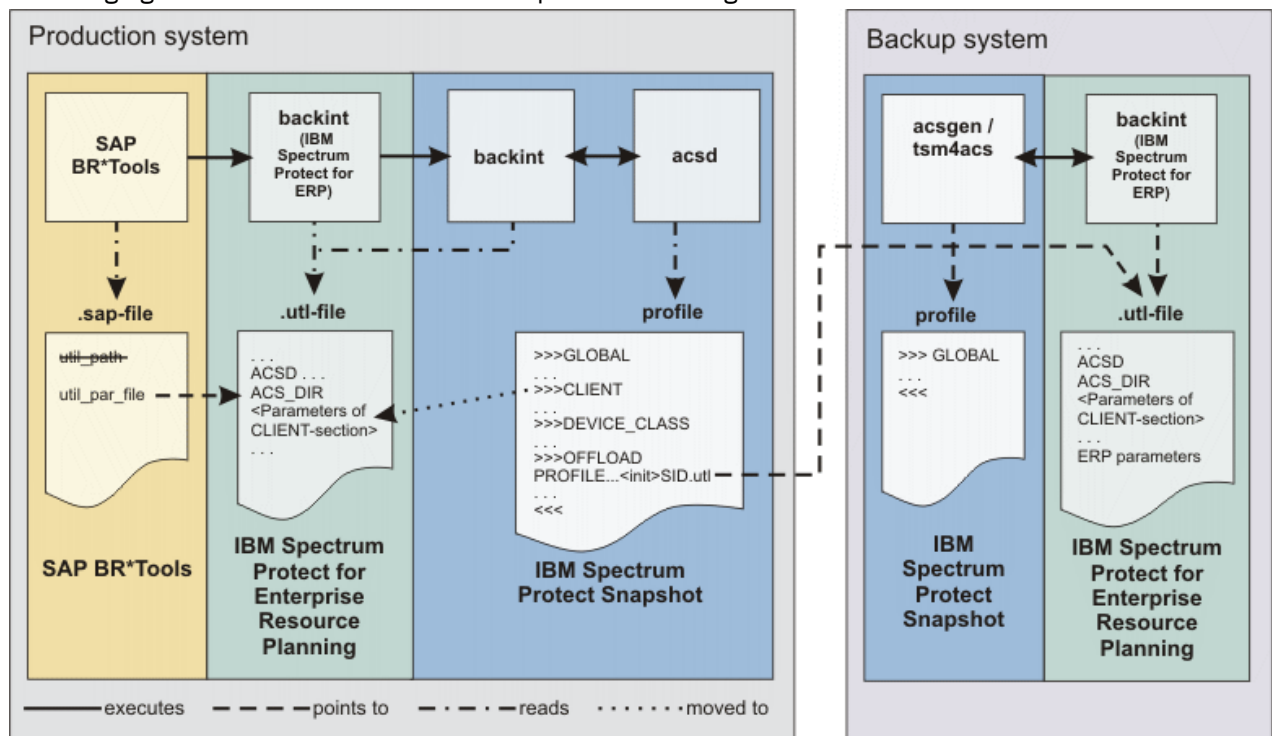 Production system
SAP
BR*Tools
backint
(IBM
Spectrum
Protect for
ERP)
backint
acsd
.sap-file
.utl-file
profile
util_path
util_par_file
. . .
ACSD . . .
ACS_DIR
<Parameters of
CLIENT-section>
. . .
>>>GLOBAL
. . .
>>>CLIENT
. . .
>>>DEVICE_CLASS
. . .
>>>OFFLOAD
PROFILE...<init>SID.utl
. . .
<<<
SAP BR*Tools
IBM Spectrum
Protect for
Enterprise
Resource
Planning
IBM Spectrum
Protect Snapshot
executes
points to
reads
moved to
Backup system
acsgen /
tsm4acs
backint
(IBM
Spectrum
Protect for
ERP)
profile
.utl-file
>>> GLOBAL
. . .
<<<
. . .
ACSD
ACS_DIR
<Parameters of
CLIENT-section>
. . .
ERP parameters
IBM
Spectrum
Protect
Snapshot
IBM Spectrum
Protect for
Enterprise
Resource
Planning